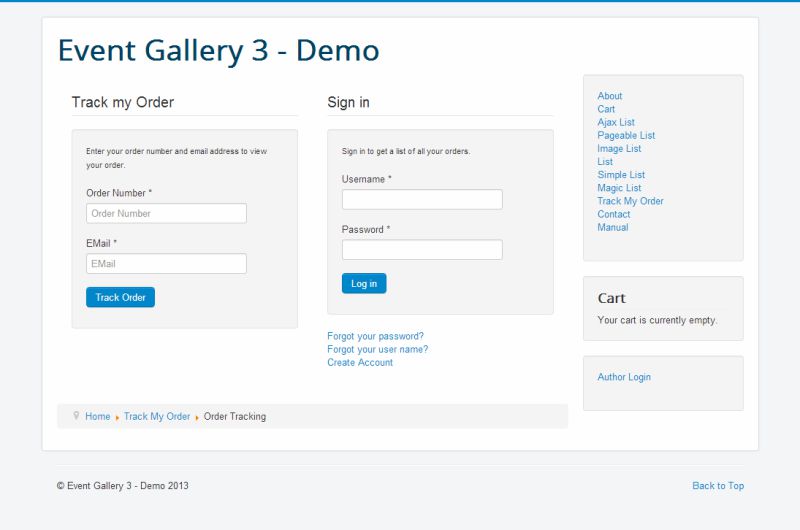 Event Gallery 3 - Demo
Track my Order
Enter your order number and email address to view
your order.
Order Number *
Order Number
EMail *
EMail
Track Order
Sign in
Sign in to get a list of all your orders.
Username *
Password *
Log in
Forgot your password?
Forgot your user name?
Create Account
About
Cart
Ajax List
Pageable List
Image List
List
Simple List
Magic List
Track My Order
Contact
Manual
Cart
Your cart is currently empty.
Author Login
Home Track My Order Order Tracking
© Event Gallery 3 - Demo 2013
Back to Top